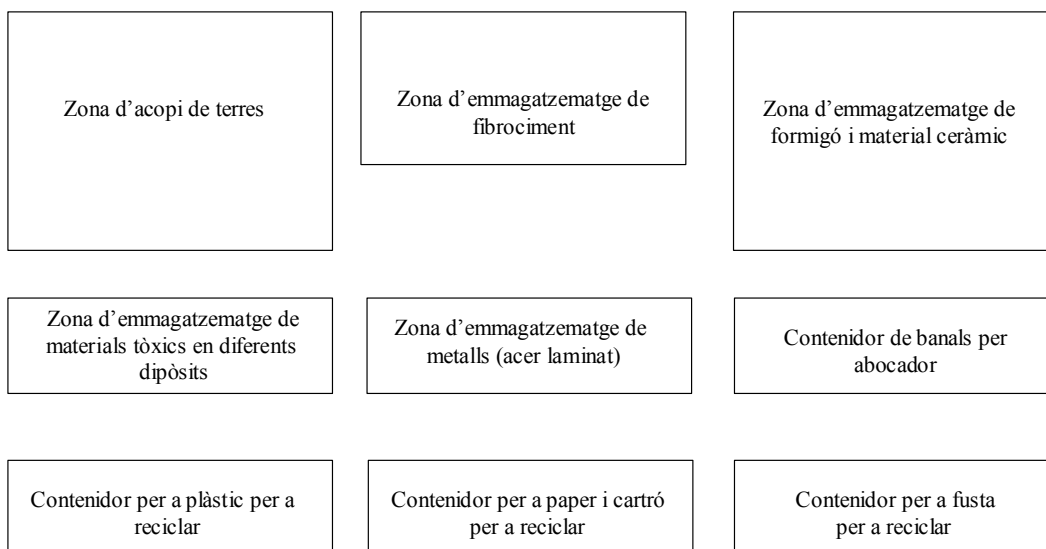 Zona d’acopi de terres
Zona d’emmagatzematge de
fibrociment
Zona d’emmagatzematge de
formigó i material ceràmic
Zona d’emmagatzematge de
materials tòxics en diferents
dipòsits
Zona d’emmagatzematge de
metalls (acer laminat)
Contenidor de banals per
abocador
Contenidor per a plàstic per a
reciclar
Contenidor per a paper i cartró
per a reciclar
Contenidor per a fusta
per a reciclar